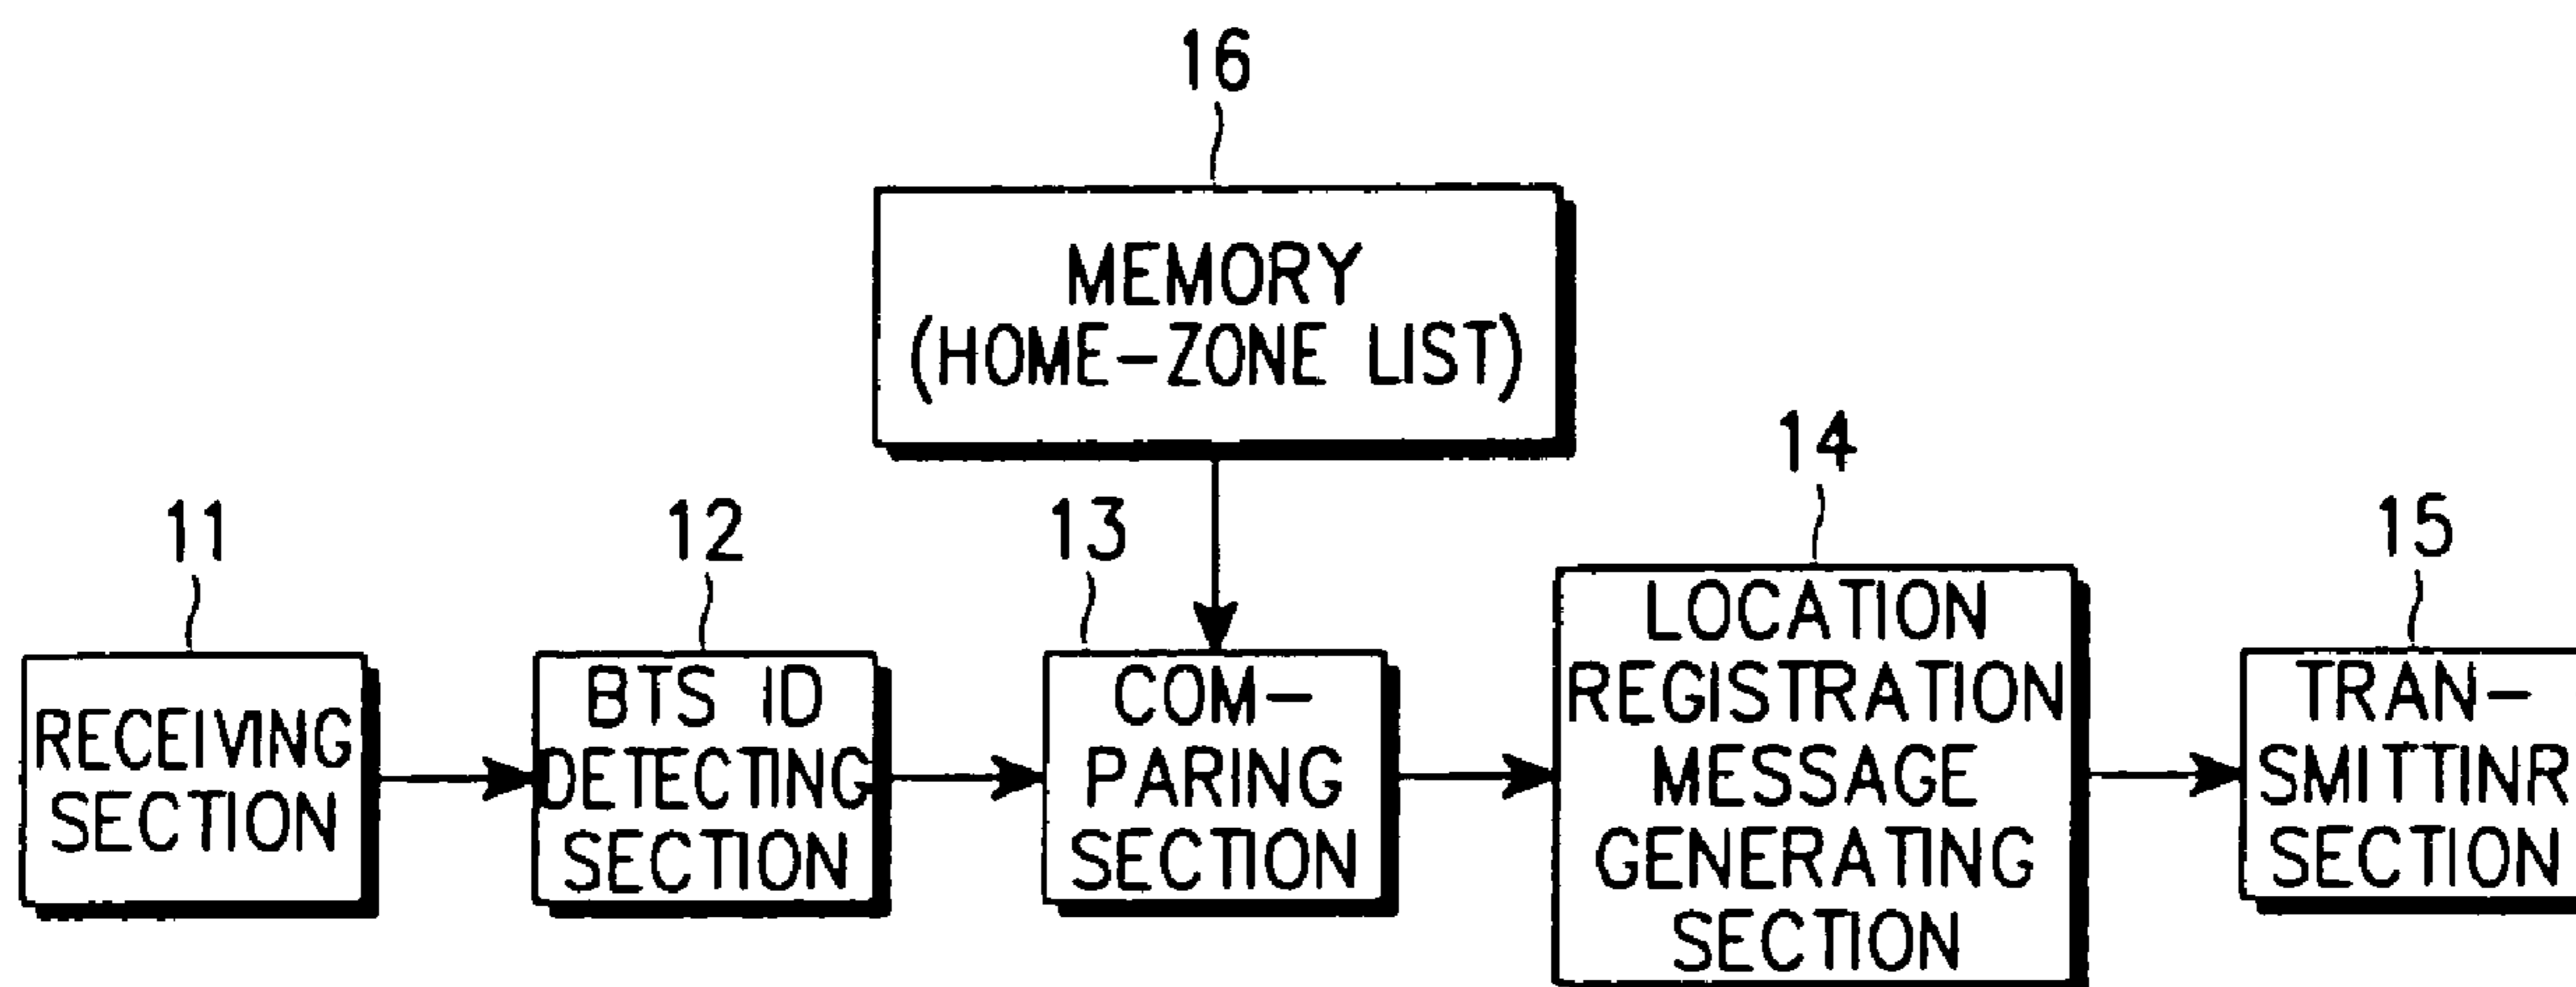 16
MEMORY
(HOME-ZONE LIST)
11
RECEIVING
SECTION
12
BTS ID
DETECTING
SECTION
13
COM-
PARING
SECTION
14
LOCATION
REGISTRATION
MESSAGE
GENERATING
SECTION
15
TRAN-
SMITTINR
SECTION